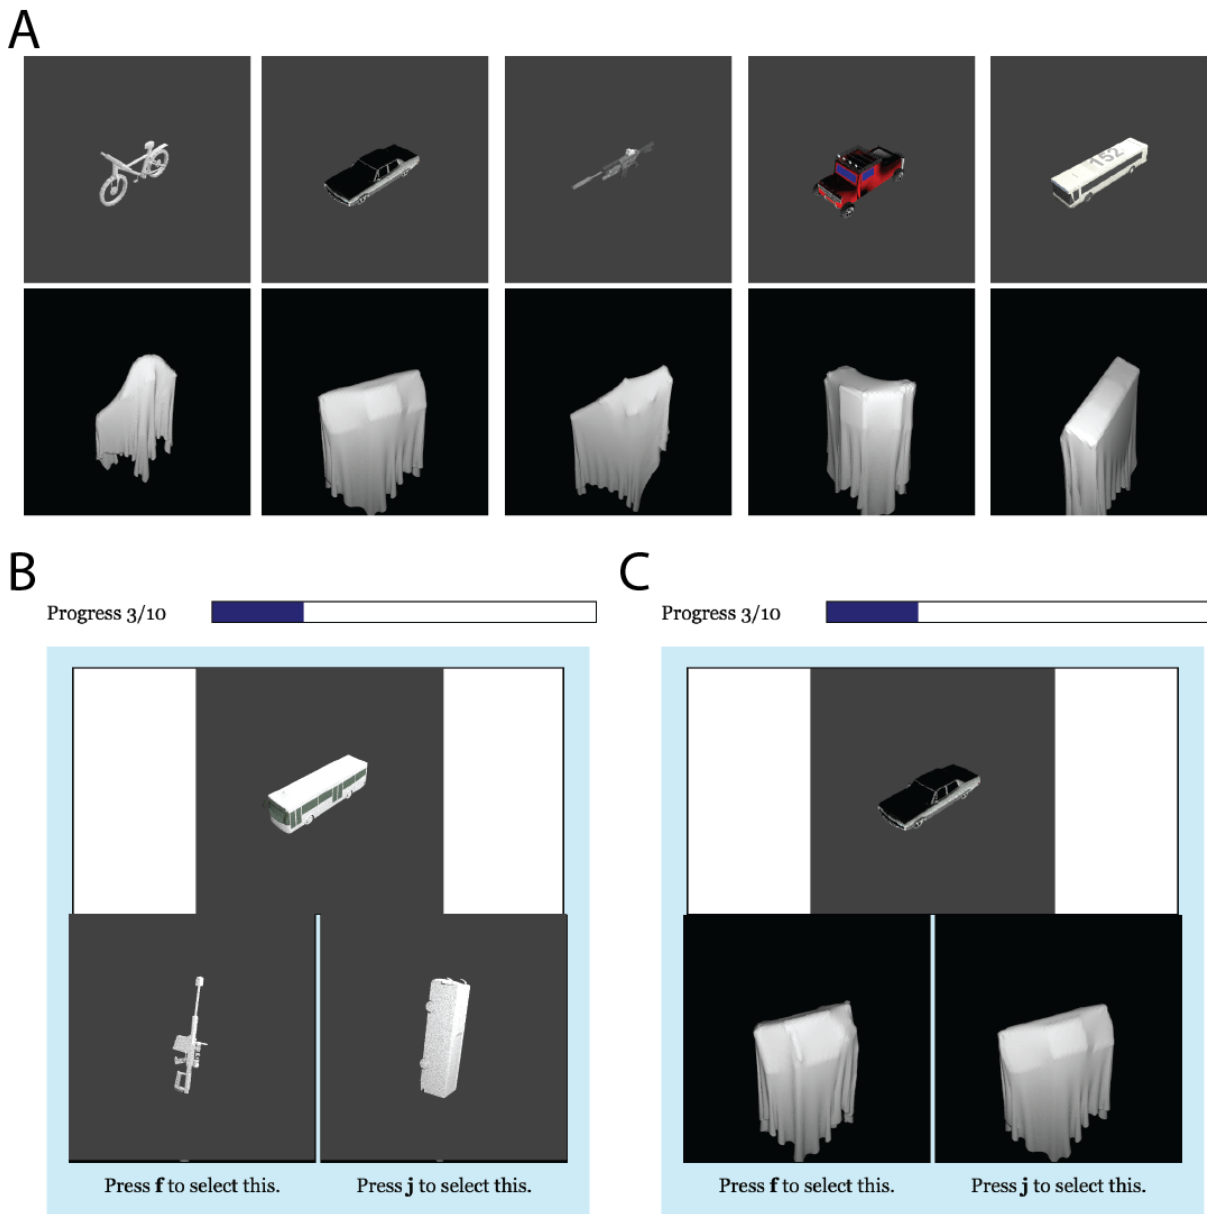 A
152
B
Progress 3/10
Press f to select this.
Press j to select this.
C
Progress 3/10
Press f to select this.
Press j to select this.